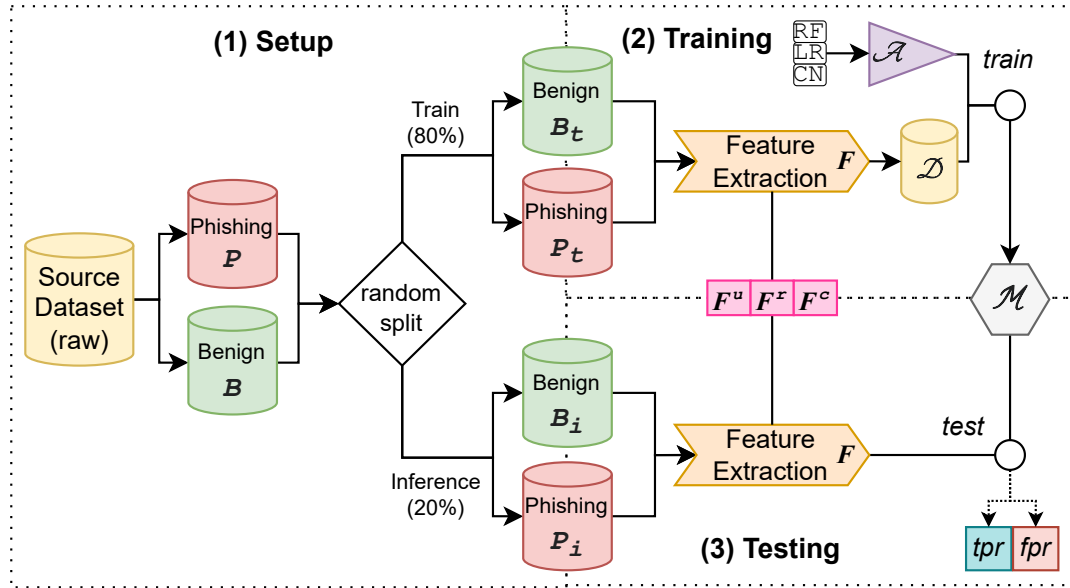 (1) Setup
Source
Dataset
(raw)
Phishing
P
Benign
B
random
split
Train
(80%)
Inference
(20%)
Benign
B_t
Phishing
P_t
Benign
B_i
Phishing
P_i
(2) Training
RF
LR
CN
𝒜
train
Feature
Extraction
F
𝒟
F^u F^r F^c
ℳ
Feature
Extraction
F
test
tpr fpr
(3) Testing